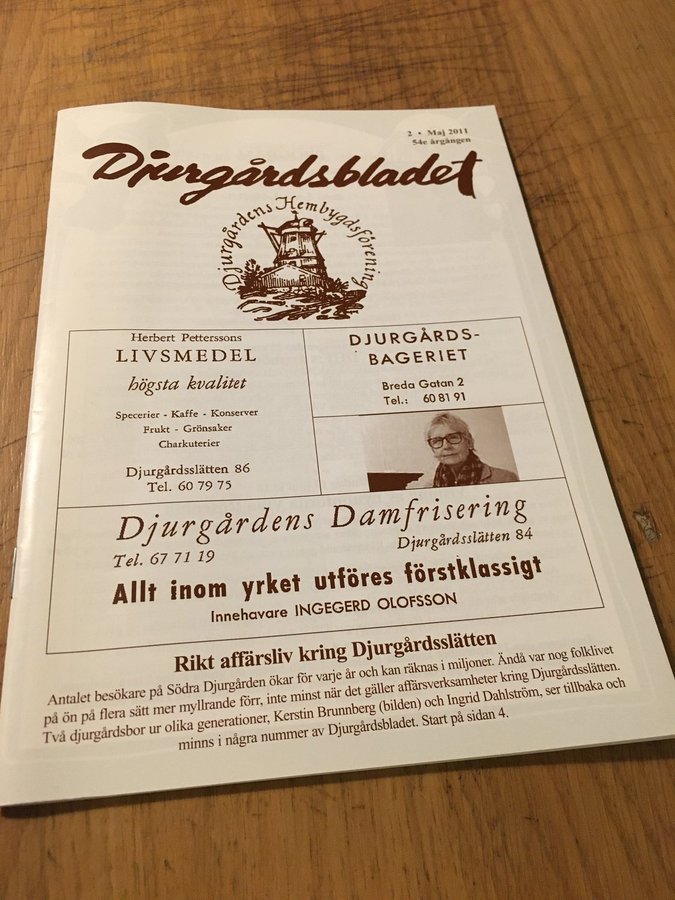 2 • Maj 2011
54e årgången
Djurgårdsbladet
Djurgårdens Hembygdsförening
Herbert Petterssons
LIVSMEDEL
högsta kvalitet
Specerier - Kaffe - Konserver
Frukt - Grönsaker
Charkuterier
Djurgårdsslätten 86
Tel. 60 79 75
DJURGÅRDS-
BAGERIET
Breda Gatan 2
Tel.: 60 81 91
Djurgårdens Damfrisering
Tel. 67 71 19
Djurgårdsslätten 84
Allt inom yrket utföres förstklassigt
Innehavare INGEGERD OLOFSSON
Rikt affärsliv kring Djurgårdsslätten
Antalet besökare på Södra Djurgården ökar för varje år och kan räknas i miljoner. Ändå var nog folklivet
på ön på flera sätt mer myllrande förr, inte minst när det gäller affärsverksamheter kring Djurgårdsslätten.
Två djurgårdsbor ur olika generationer, Kerstin Brunnberg (bilden) och Ingrid Dahlström, ser tillbaka och
minns i några nummer av Djurgårdsbladet. Start på sidan 4.